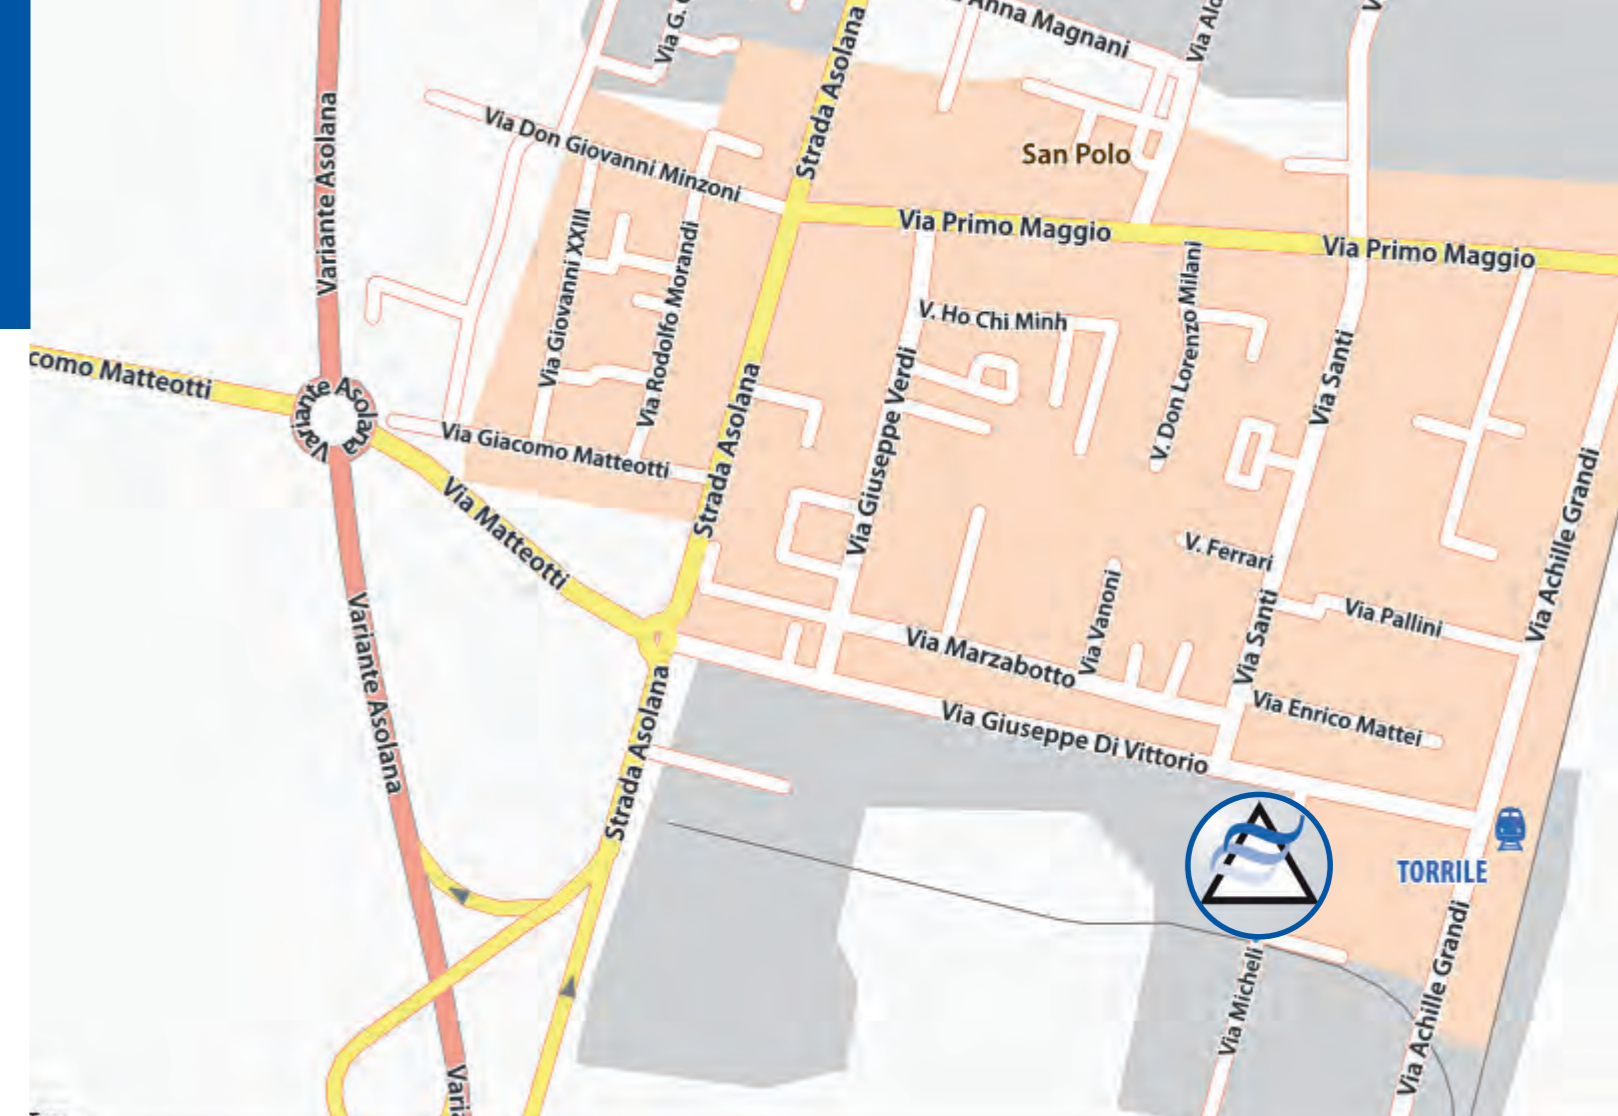 Anna Magnani
Via G.
Strada Asolana
Variante Asolana
Via Don Giovanni Minzoni
San Polo
Via Primo Maggio
Via Primo Maggio
Via Giovanni XXIII
Via Rodolfo Morandi
V. Don Lorenzo Milani
V. Ho Chi Minh
Via Santi
como Matteotti
Variante Asolana
Via Giuseppe Verdi
Strada Asolana
Via Giacomo Matteotti
Via Matteotti
Via Achille Grandi
V. Ferrari
Via Vanoni
Via Pallini
Via Santi
Via Marzabotto
Variante Asolana
Via Enrico Mattei
Via Giuseppe Di Vittorio
Strada Asolana
TORRILE
Via Micheli
Via Achille Grandi